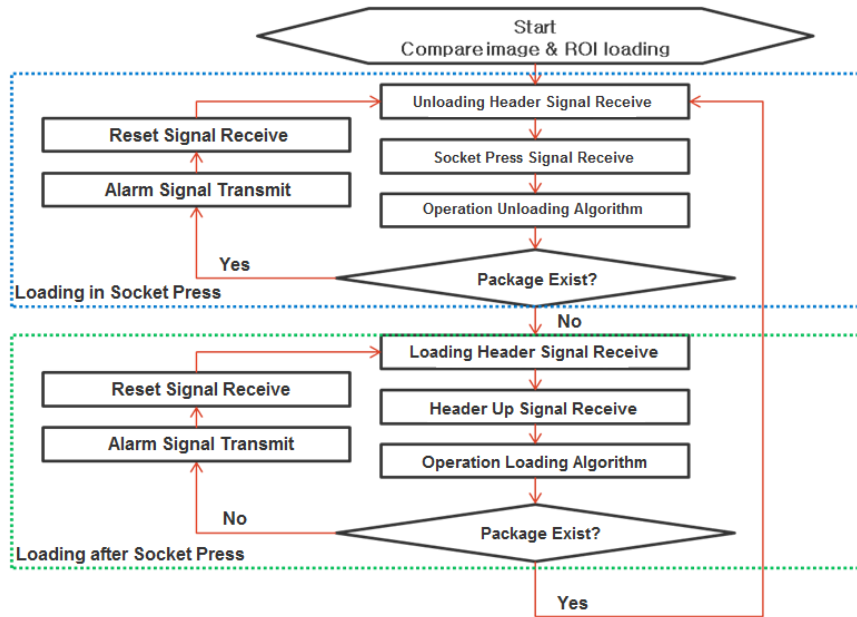 Start
Compare image & ROI loading
Unloading Header Signal Receive
Reset Signal Receive
Socket Press Signal Receive
Alarm Signal Transmit
Operation Unloading Algorithm
Yes
Package Exist?
Loading in Socket Press
No
Loading Header Signal Receive
Reset Signal Receive
Header Up Signal Receive
Alarm Signal Transmit
Operation Loading Algorithm
No
Package Exist?
Loading after Socket Press
Yes